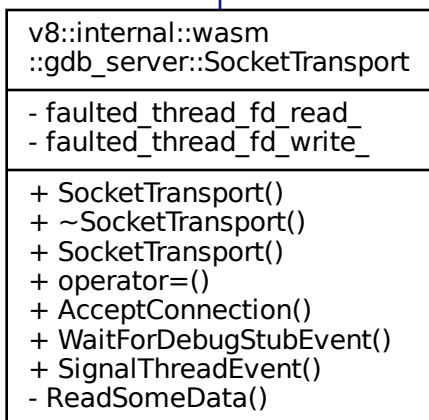 v8::internal::wasm
::gdb_server::SocketTransport
- faulted_thread_fd_read_
- faulted_thread_fd_write_
+ SocketTransport()
+ ~SocketTransport()
+ SocketTransport()
+ operator=()
+ AcceptConnection()
+ WaitForDebugStubEvent()
+ SignalThreadEvent()
- ReadSomeData()